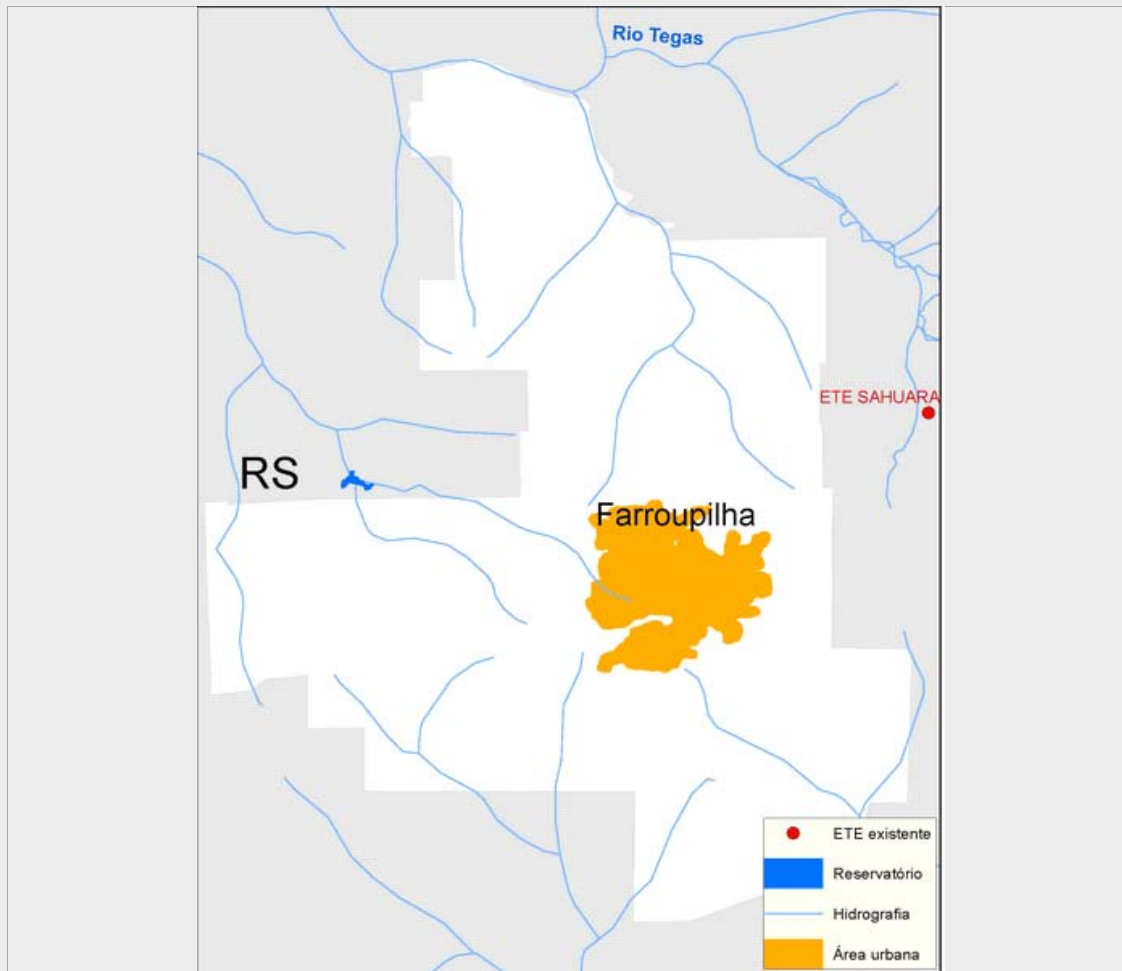 Rio Tegas
ETE SAHUARA
RS
Farroupilha
ETE existente
Reservatório
Hidrografia
Área urbana